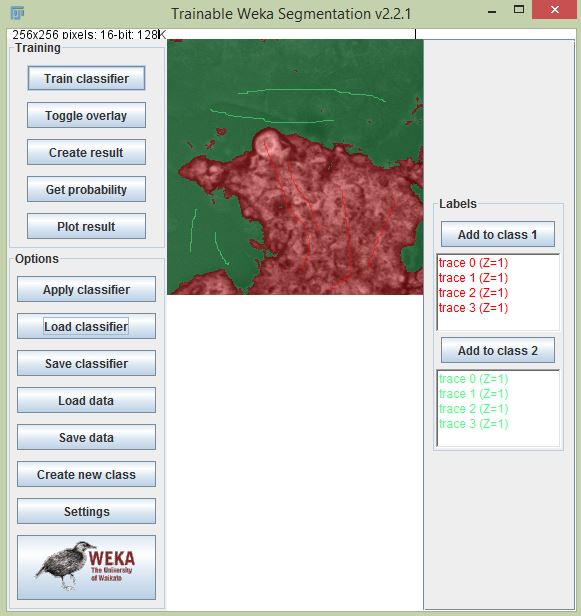 Trainable Weka Segmentation v2.2.1
256x256 pixels; 16-bit; 128K
Training
Train classifier
Toggle overlay
Create result
Get probability
Plot result
Options
Apply classifier
Load classifier
Save classifier
Load data
Save data
Create new class
Settings
WEKA
The University
of Waikato
Labels
Add to class 1
trace 0 (Z=1)
trace 1 (Z=1)
trace 2 (Z=1)
trace 3 (Z=1)
Add to class 2
trace 0 (Z=1)
trace 1 (Z=1)
trace 2 (Z=1)
trace 3 (Z=1)